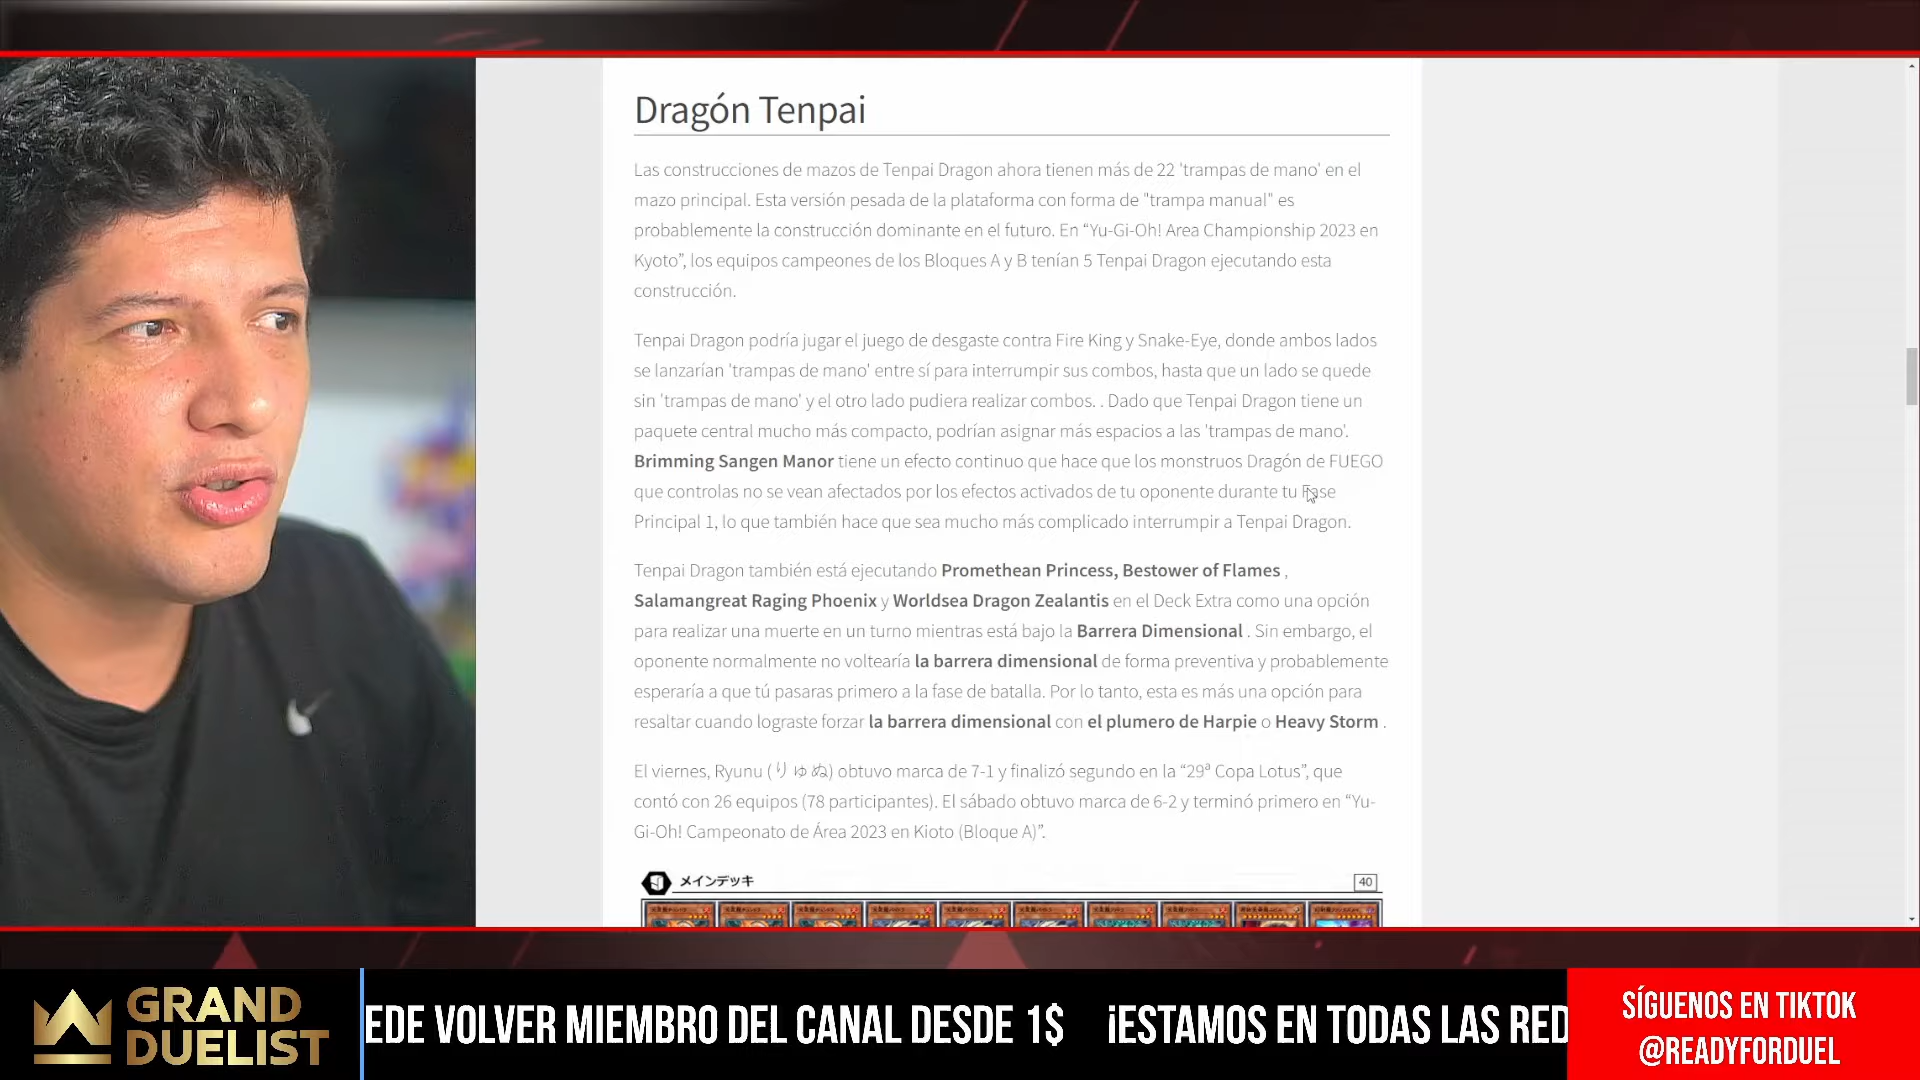 Dragón Tenpai
Las construcciones de mazos de Tenpai Dragon ahora tienen más de 22 'trampas de mano' en el
mazo principal. Esta versión pesada de la plataforma con forma de "trampa manual" es
probablemente la construcción dominante en el futuro. En “Yu-Gi-Oh! Area Championship 2023 en
Kyoto”, los equipos campeones de los Bloques A y B tenían 5 Tenpai Dragon ejecutando esta
construcción.
Tenpai Dragon podría jugar el juego de desgaste contra Fire King y Snake-Eye, donde ambos lados
se lanzarían 'trampas de mano' entre sí para interrumpir sus combos, hasta que un lado se quede
sin 'trampas de mano' y el otro lado pudiera realizar combos. . Dado que Tenpai Dragon tiene un
paquete central mucho más compacto, podrían asignar más espacios a las 'trampas de mano'.
Brimming Sangen Manor tiene un efecto continuo que hace que los monstruos Dragón de FUEGO
que controlas no se vean afectados por los efectos activados de tu oponente durante tu Fase
Principal 1, lo que también hace que sea mucho más complicado interrumpir a Tenpai Dragon.
Tenpai Dragon también está ejecutando Promethean Princess, Bestower of Flames ,
Salamangreat Raging Phoenix y Worldsea Dragon Zealantis en el Deck Extra como una opción
para realizar una muerte en un turno mientras está bajo la Barrera Dimensional . Sin embargo, el
oponente normalmente no voltearía la barrera dimensional de forma preventiva y probablemente
esperaría a que tú pasaras primero a la fase de batalla. Por lo tanto, esta es más una opción para
resaltar cuando lograste forzar la barrera dimensional con el plumero de Harpie o Heavy Storm .
El viernes, Ryunu (りゅぬ) obtuvo marca de 7-1 y finalizó segundo en la “29ª Copa Lotus”, que
contó con 26 equipos (78 participantes). El sábado obtuvo marca de 6-2 y terminó primero en “Yu-
Gi-Oh! Campeonato de Área 2023 en Kioto (Bloque A)”.
メインデッキ 40
GRAND
DUELIST
EDE VOLVER MIEMBRO DEL CANAL DESDE 1$ ¡ESTAMOS EN TODAS LAS RED
SÍGUENOS EN TIKTOK
@READYFORDUEL